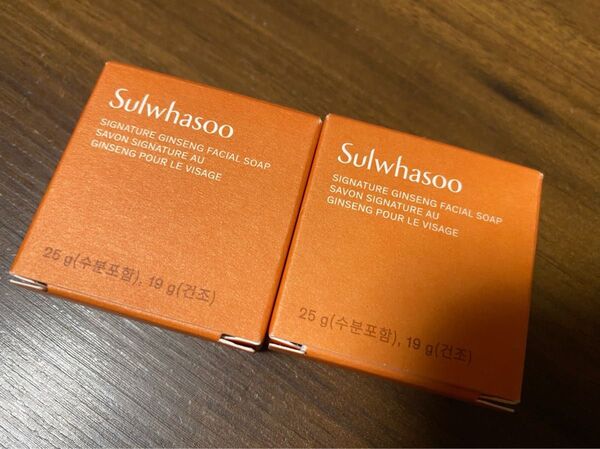 Sulwhasoo
SIGNATURE GINSENG FACIAL SOAP
SAVON SIGNATURE AU
GINSENG POUR LE VISAGE
25 g(수분포함), 19 g(건조)
Sulwhasoo
SIGNATURE GINSENG FACIAL SOAP
SAVON SIGNATURE AU
GINSENG POUR LE VISAGE
25 g(수분포함), 19 g(건조)